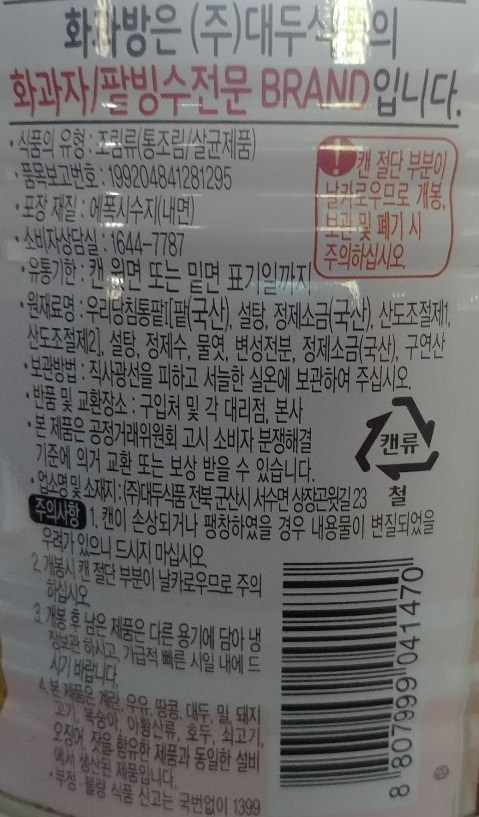 화과방은 (주)대두식품의
화과자/팥빙수전문 BRAND입니다.
• 식품의 유형 : 조림류(통조림/살균제품)
• 품목보고번호 : 199204841281295
• 포장 재질 : 에폭시수지(내면)
• 소비자상담실 : 1644-7787
• 유통기한 : 캔 윗면 또는 밑면 표기일까지
! 캔 절단 부분이
날카로우므로 개봉,
보관 및 폐기 시
주의하십시오.
• 원재료명 : 우리당침통팥[팥(국산), 설탕, 정제소금(국산), 산도조절제1,
산도조절제2], 설탕, 정제수, 물엿, 변성전분, 정제소금(국산), 구연산
• 보관방법 : 직사광선을 피하고 서늘한 실온에 보관하여 주십시오.
• 반품 및 교환장소 : 구입처 및 각 대리점, 본사
• 본 제품은 공정거래위원회 고시 소비자 분쟁해결
기준에 의거 교환 또는 보상 받을 수 있습니다.
• 업소명 및 소재지 : (주)대두식품 전북 군산시 서수면 상장곤윗길 23
캔류
철
주의사항 1. 캔이 손상되거나 팽창하였을 경우 내용물이 변질되었을
우려가 있으니 드시지 마십시오
2. 개봉시 캔 절단 부분이 날카로우므로 주의
하십시오.
3. 개봉 후 남은 제품은 다른 용기에 담아 냉
장보관 하시고, 가급적 빠른 시일 내에 드
시기 바랍니다.
4. 본 제품은 계란, 우유, 땅콩, 대두, 밀, 돼지
고기, 복숭아, 아황산류, 호두, 쇠고기,
오징어, 잣을 함유한 제품과 동일한 설비
에서 생산된 제품입니다.
• 부정·불량 식품 신고는 국번없이 1399
8 807999 041470